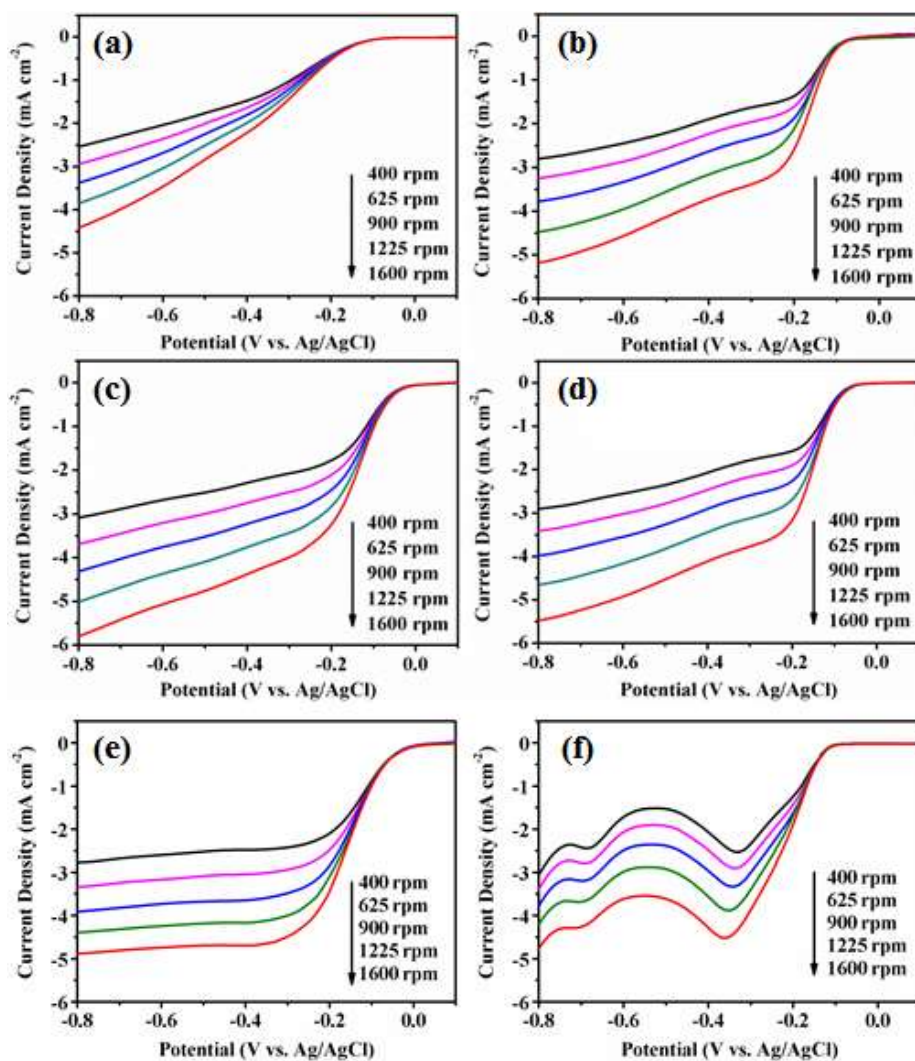 (a)
0
-1
-2
-3
-4
-5
-6
Current Density (mA cm-2)
400 rpm
625 rpm
900 rpm
1225 rpm
1600 rpm
-0.8 -0.6 -0.4 -0.2 0.0
Potential (V vs. Ag/AgCl)
(b)
0
-1
-2
-3
-4
-5
-6
Current Density (mA cm-2)
400 rpm
625 rpm
900 rpm
1225 rpm
1600 rpm
-0.8 -0.6 -0.4 -0.2 0.0
Potential (V vs. Ag/AgCl)
(c)
0
-1
-2
-3
-4
-5
-6
Current Density (mA cm-2)
400 rpm
625 rpm
900 rpm
1225 rpm
1600 rpm
-0.8 -0.6 -0.4 -0.2 0.0
Potential (V vs. Ag/AgCl)
(d)
0
-1
-2
-3
-4
-5
-6
Current Density (mA cm-2)
400 rpm
625 rpm
900 rpm
1225 rpm
1600 rpm
-0.8 -0.6 -0.4 -0.2 0.0
Potential (V vs. Ag/AgCl)
(e)
0
-1
-2
-3
-4
-5
-6
Current Density (mA cm-2)
400 rpm
625 rpm
900 rpm
1225 rpm
1600 rpm
-0.8 -0.6 -0.4 -0.2 0.0
Potential (V vs. Ag/AgCl)
(f)
0
-1
-2
-3
-4
-5
-6
Current Density (mA cm-2)
400 rpm
625 rpm
900 rpm
1225 rpm
1600 rpm
-0.8 -0.6 -0.4 -0.2 0.0
Potential (V vs. Ag/AgCl)